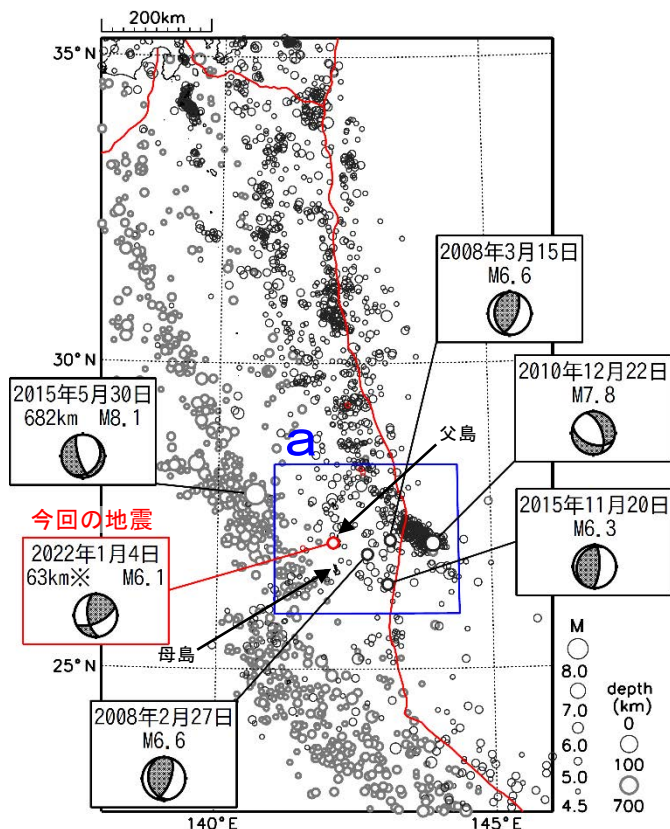 200km
35°N
2008年3月15日
M6.6
30°N
2010年12月22日
M7.8
2015年5月30日
682km M8.1
a
父島
2015年11月20日
M6.3
今回の地震
2022年1月4日
63km※ M6.1
母島
25°N
2008年2月27日
M6.6
M
8.0
7.0
6.0
5.0
4.5
depth
(km)
0
100
700
140°E
145°E